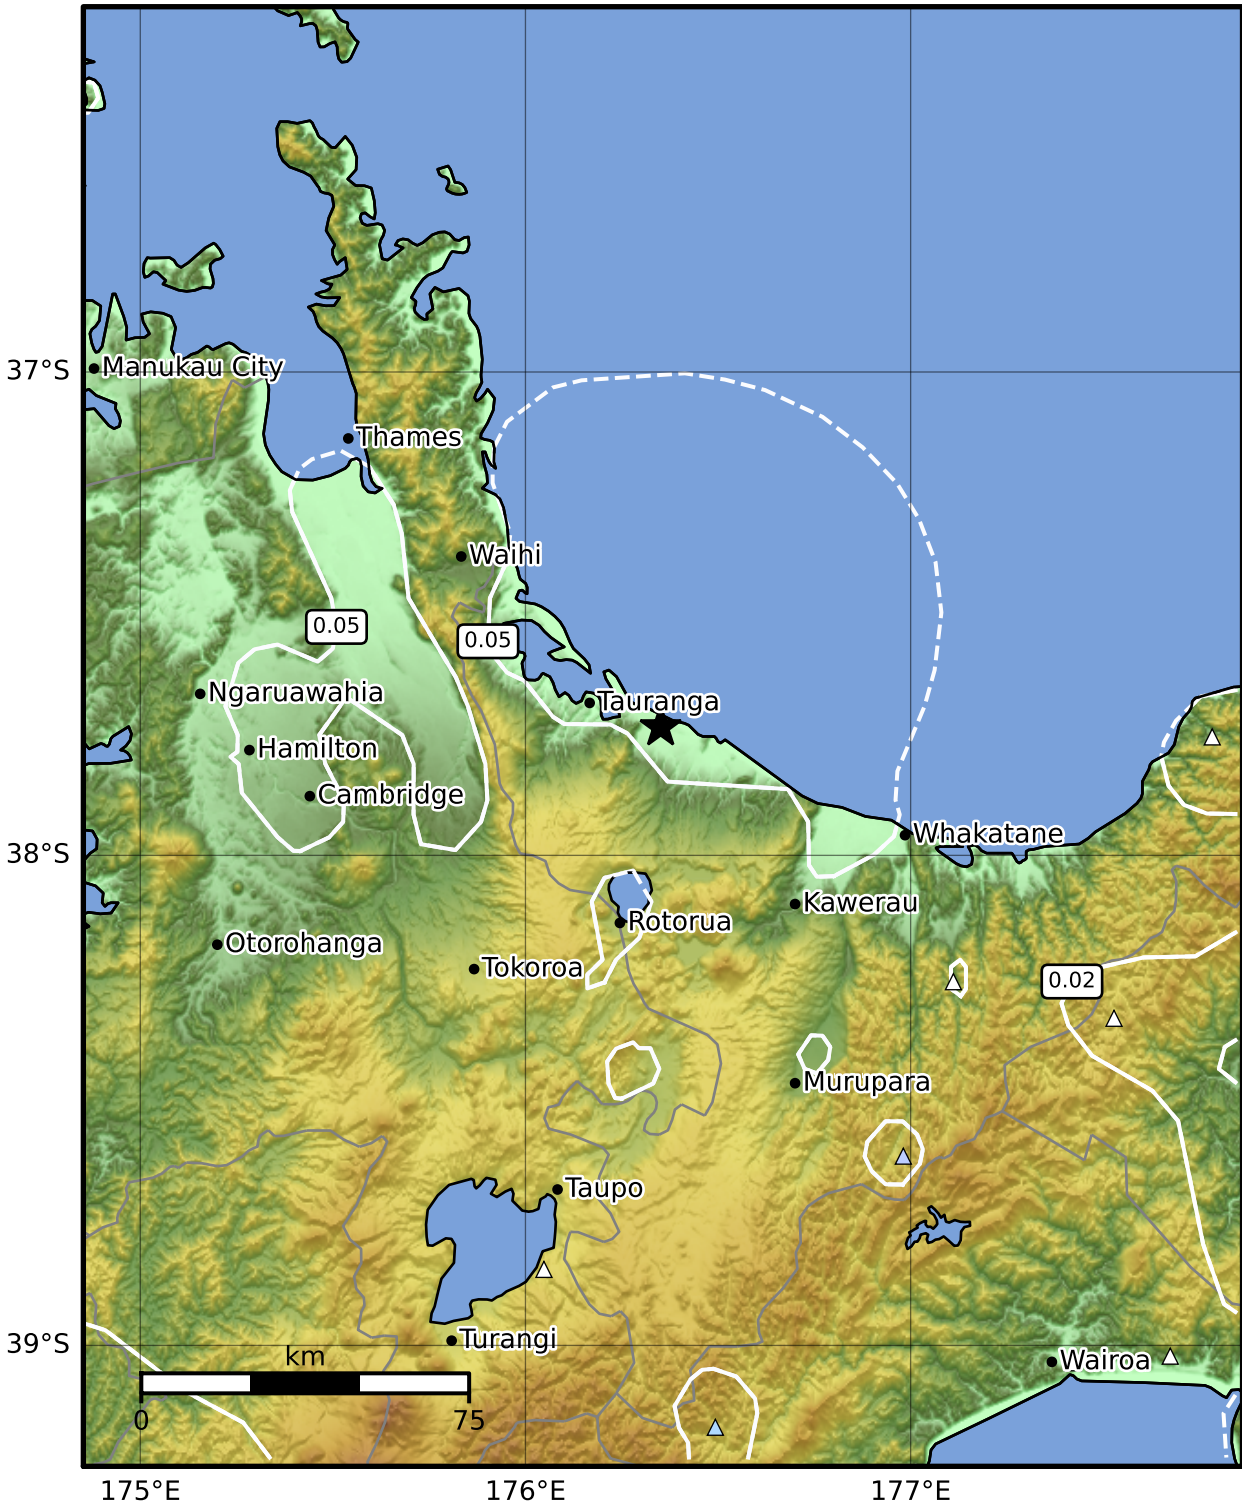 37°S
Manukau City
Thames
Waihi
0.05
0.05
Ngaruawahia
Tauranga
Hamilton
Cambridge
38°S
Whakatane
Kawerau
Rotorua
Otorohanga
Tokoroa
0.02
Murupara
Taupo
39°S
Turangi
km
Wairoa
0
75
175°E
176°E
177°E